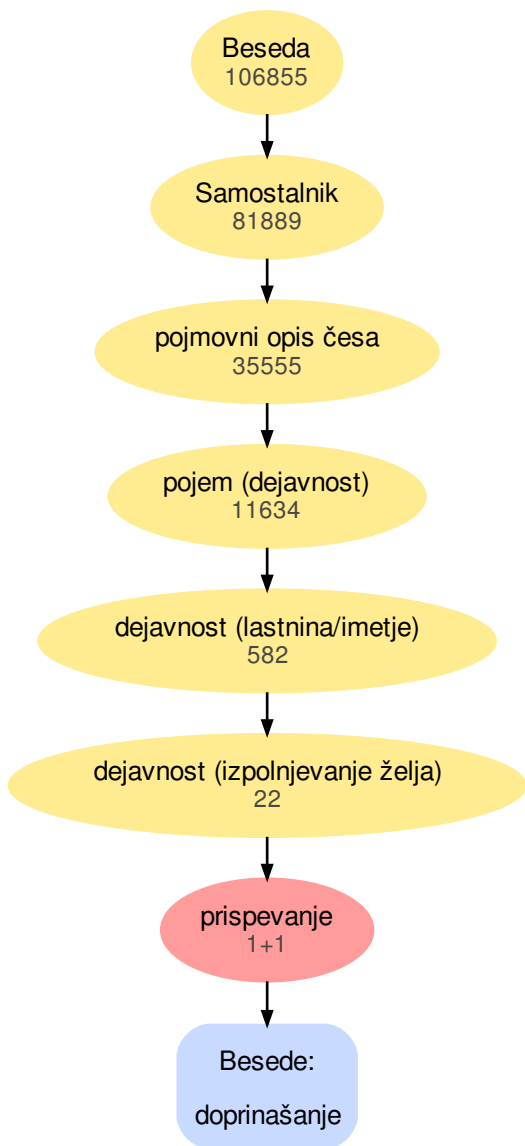 Beseda
106855
Samostalnik
81889
pojmovni opis česa
35555
pojem (dejavnost)
11634
dejavnost (lastnina/imetje)
582
dejavnost (izpolnjevanje želja)
22
prispevanje
1+1
Besede:
doprinašanje